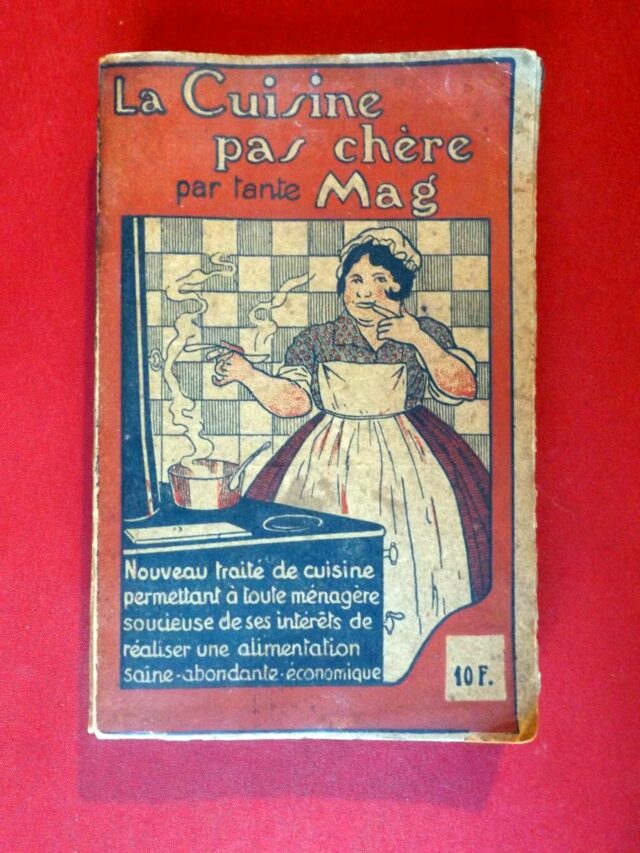 La Cuisine
pas chère
par tante Mag
Nouveau traité de cuisine
permettant à toute ménagère
soucieuse de ses intérêts de
réaliser une alimentation
saine-abondante-économique
10 F.